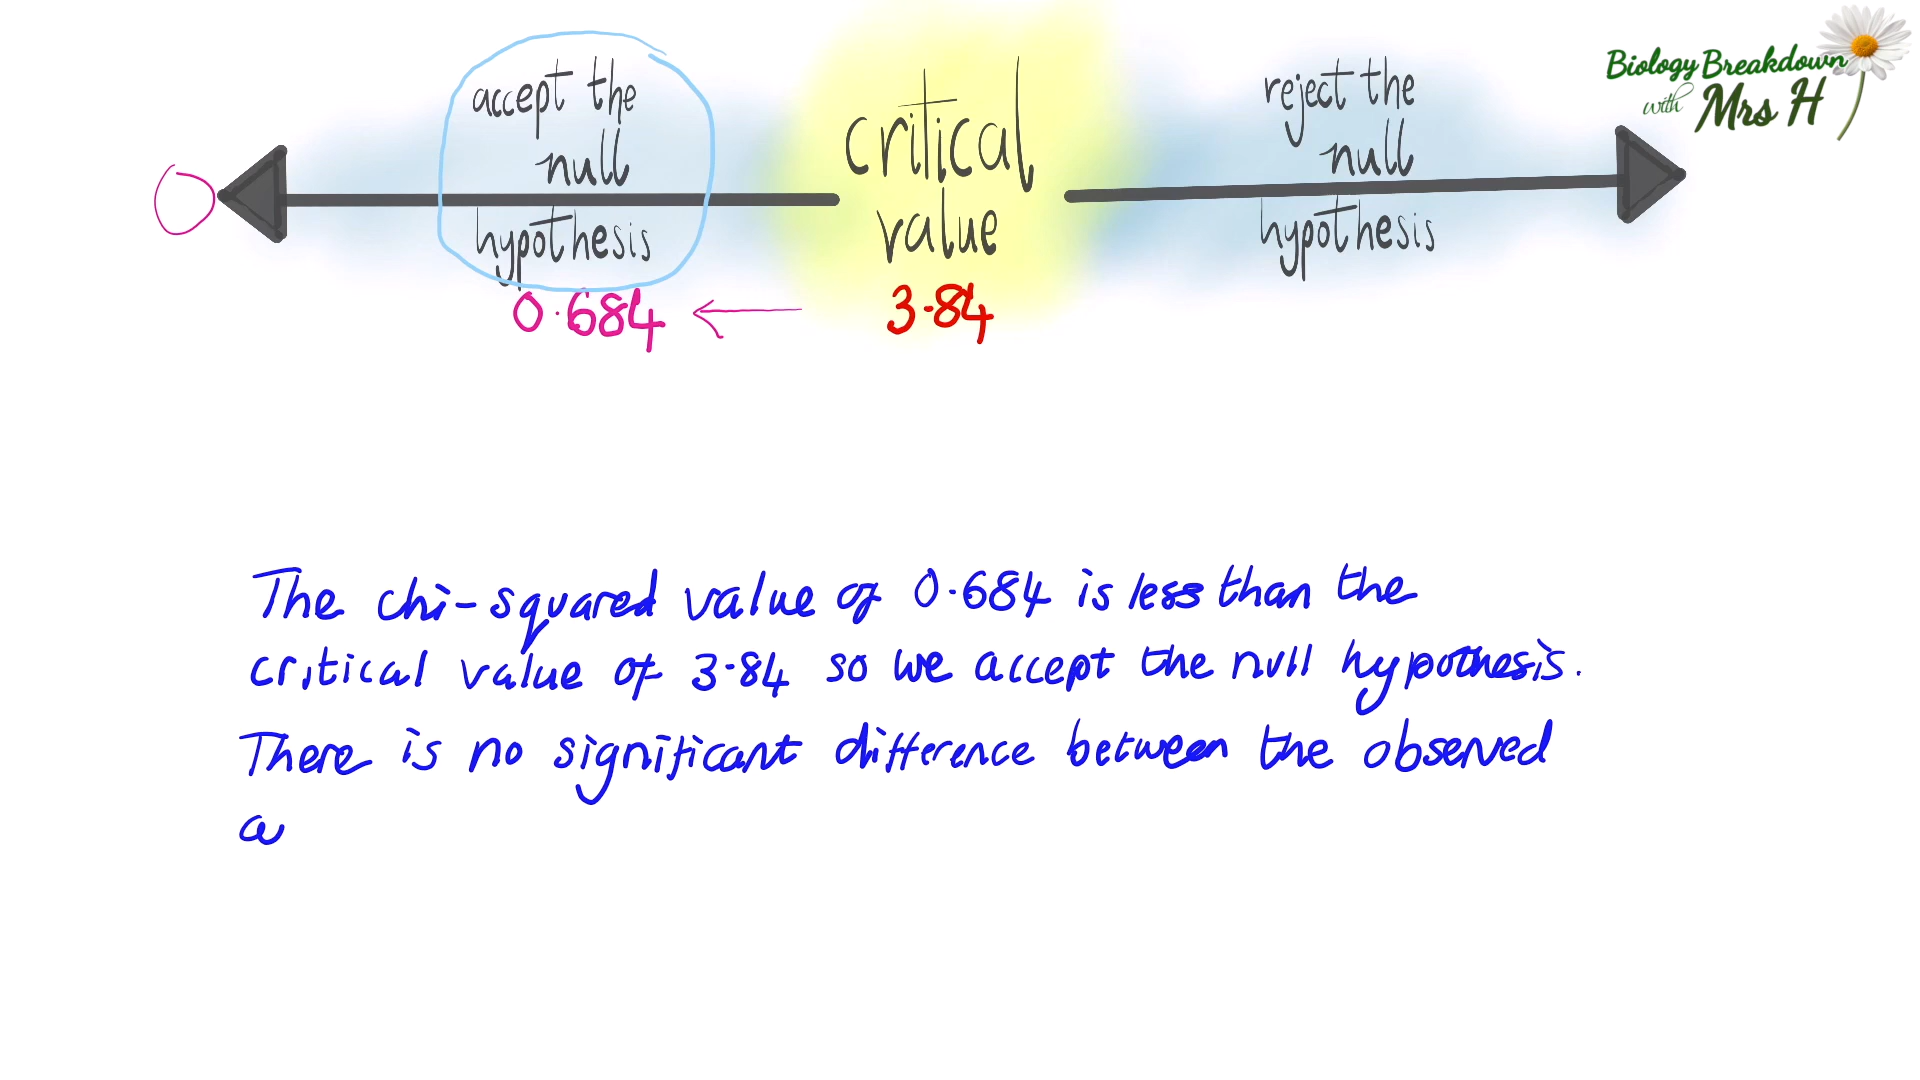 accept the
null
hypothesis
0.684
critical
value
3.84
reject the
null
hypothesis
Biology Breakdown
with Mrs H
The chi-squared value of 0.684 is less than the
critical value of 3.84 so we accept the null hypothesis.
There is no significant difference between the observed
a